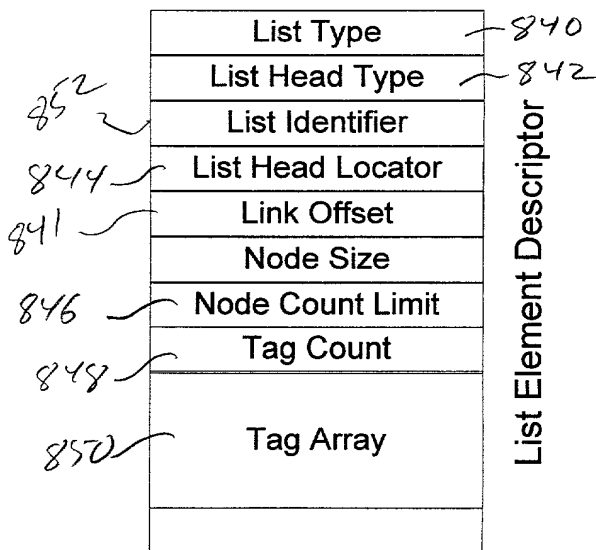 List Type 840
List Head Type 842
852 List Identifier
844 List Head Locator
841 Link Offset
Node Size
846 Node Count Limit
848 Tag Count
850 Tag Array
List Element Descriptor